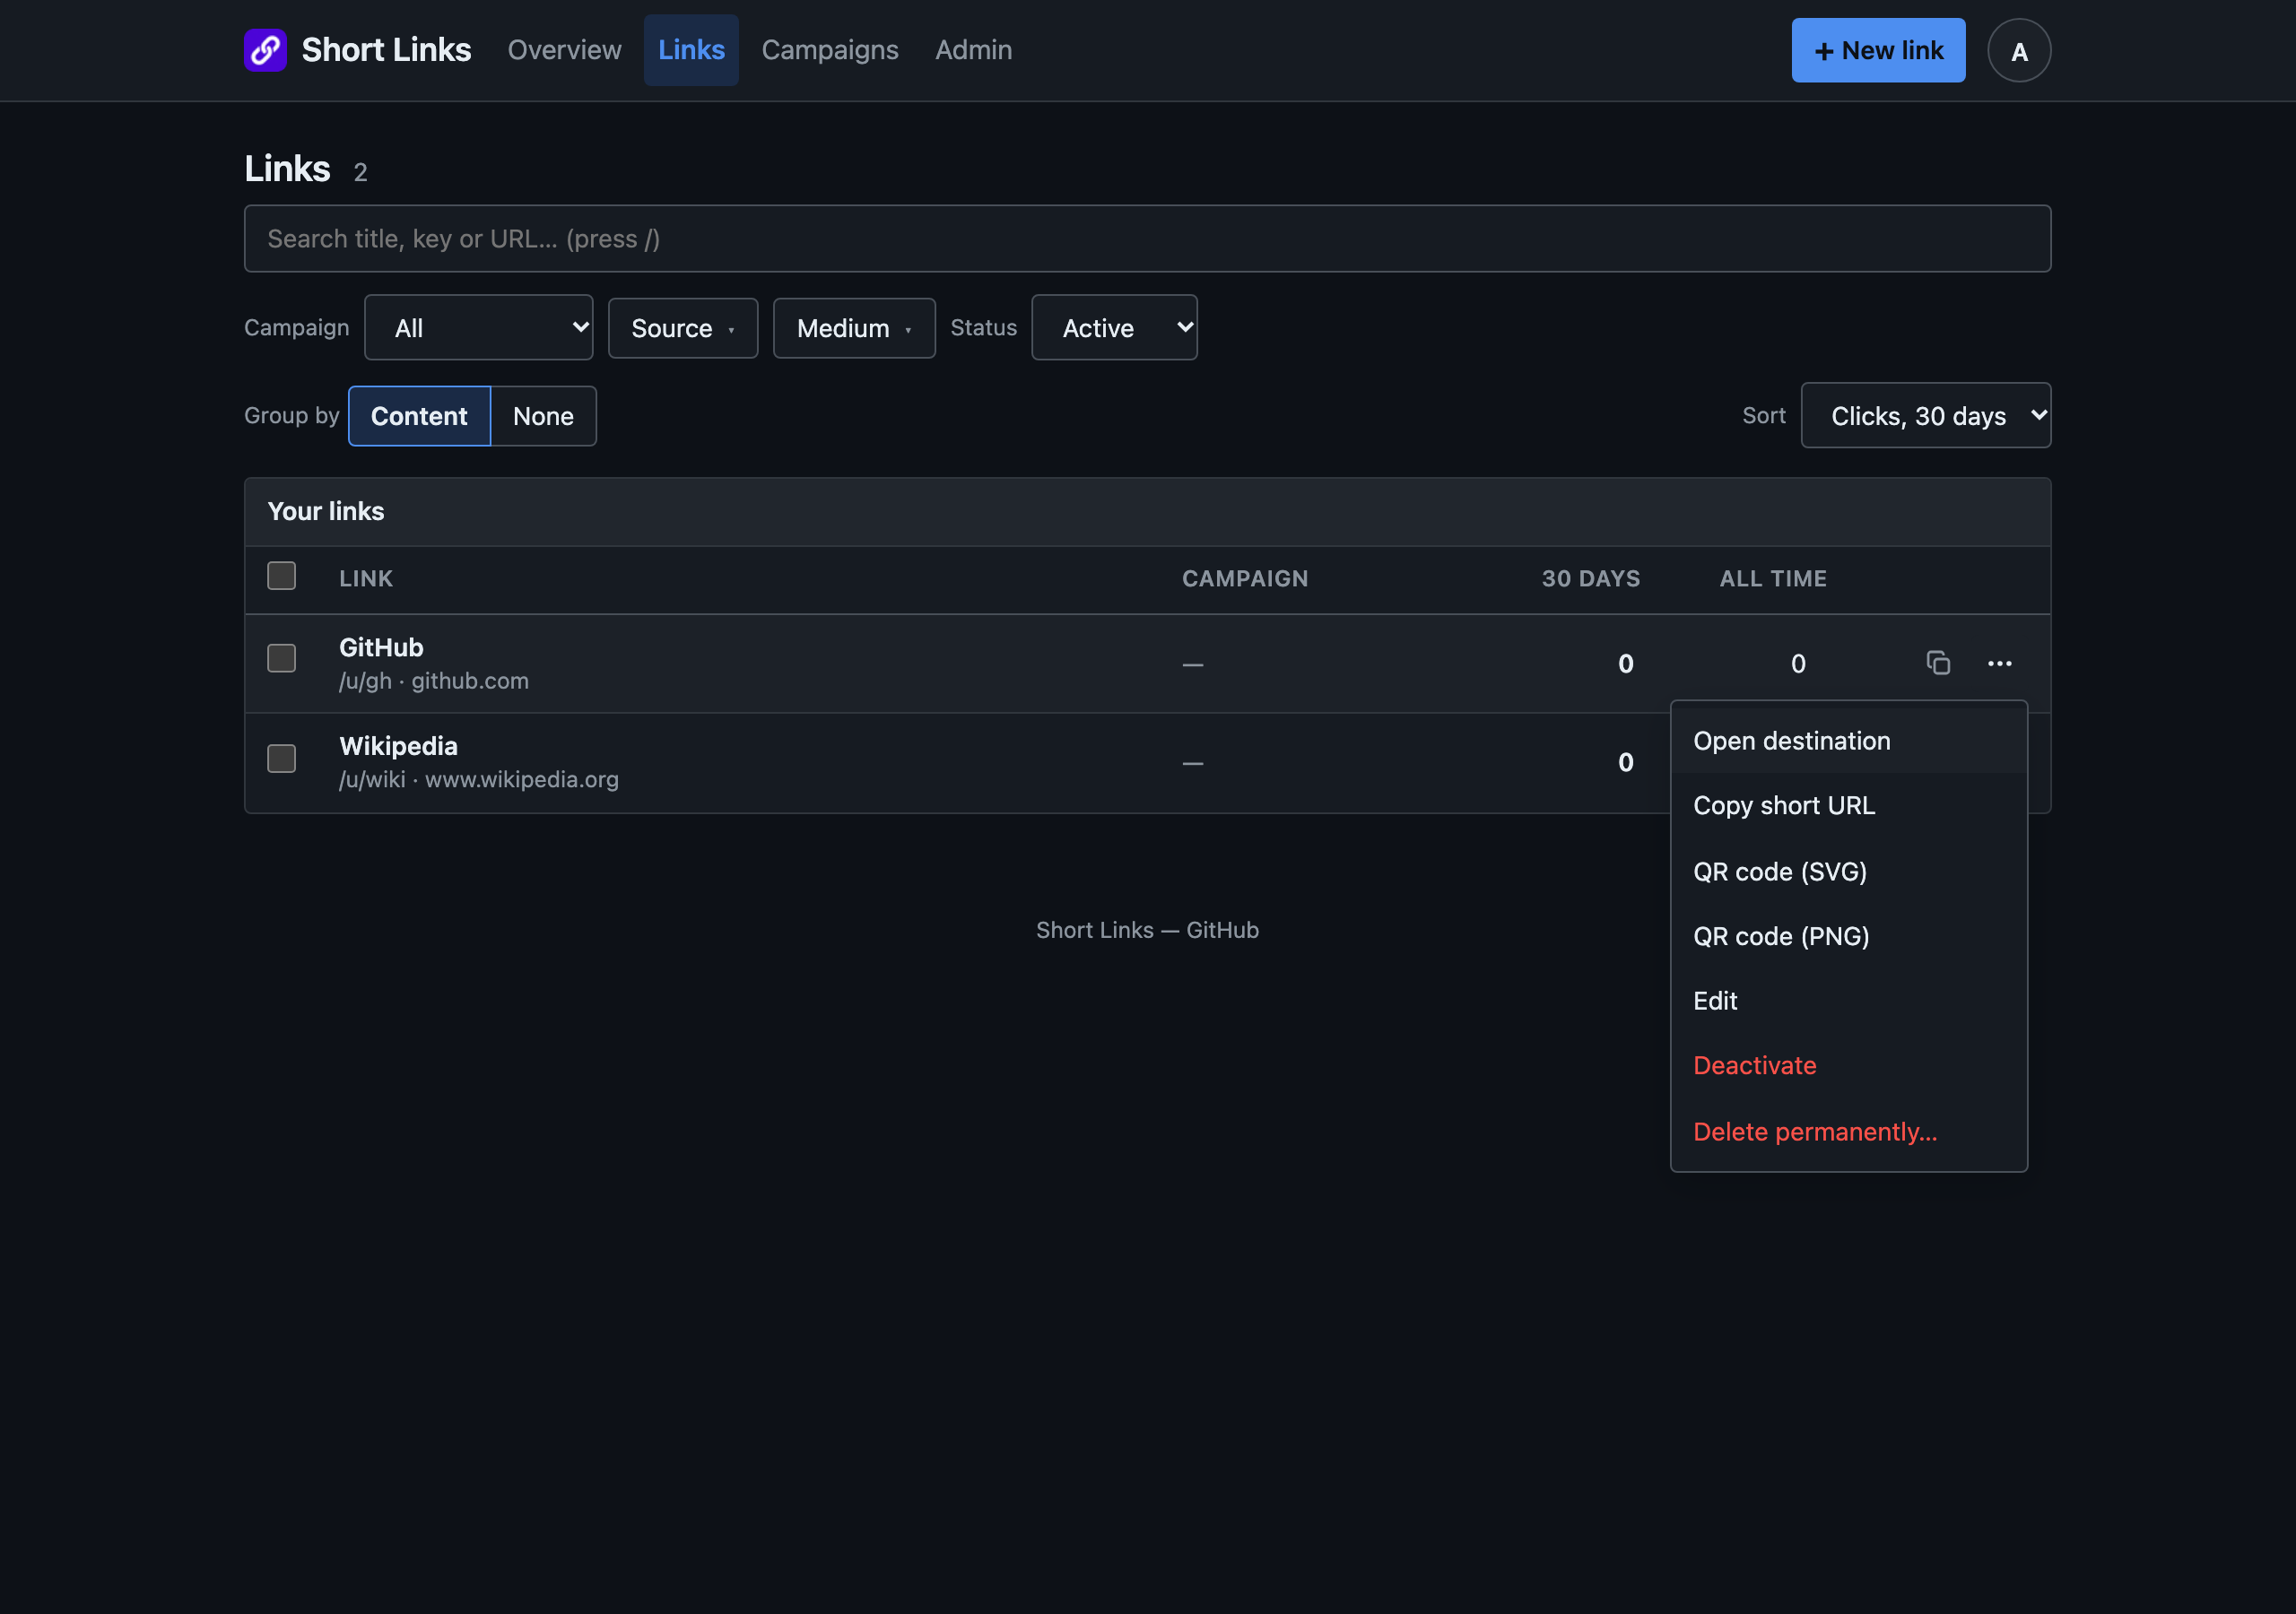 Short Links Overview Links Campaigns Admin + New link A
Links 2
Search title, key or URL... (press /)
Campaign All Source Medium Status Active
Group by Content None Sort Clicks, 30 days
Your links
LINK CAMPAIGN 30 DAYS ALL TIME
GitHub
/u/gh · github.com — 0 0 ···
Wikipedia
/u/wiki · www.wikipedia.org — 0
Open destination
Copy short URL
QR code (SVG)
QR code (PNG)
Edit
Deactivate
Delete permanently...
Short Links — GitHub